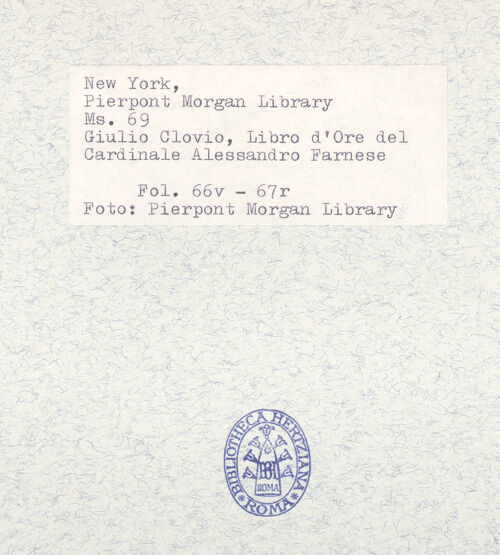 New York,
Pierpont Morgan Library
Ms. 69
Giulio Clovio, Libro d'Ore del
Cardinale Alessandro Farnese
Fol. 66v - 67r
Foto: Pierpont Morgan Library
BIBLIOTHECA HERTZIANA
ROMA
ROMA